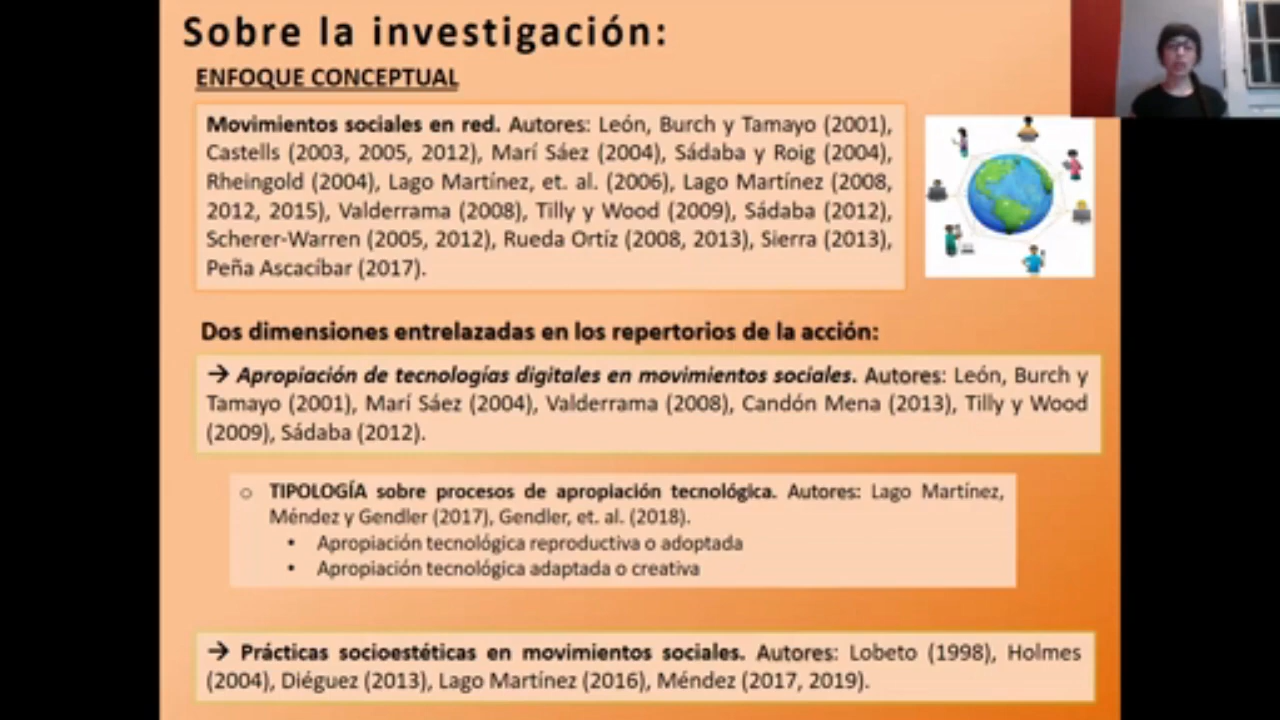 Sobre la investigación:
ENFOQUE CONCEPTUAL
Movimientos sociales en red. Autores: León, Burch y Tamayo (2001),
Castells (2003, 2005, 2012), Marí Sáez (2004), Sádaba y Roig (2004),
Rheingold (2004), Lago Martínez, et. al. (2006), Lago Martínez (2008,
2012, 2015), Valderrama (2008), Tilly y Wood (2009), Sádaba (2012),
Scherer-Warren (2005, 2012), Rueda Ortíz (2008, 2013), Sierra (2013),
Peña Ascacíbar (2017).
Dos dimensiones entrelazadas en los repertorios de la acción:
→ Apropiación de tecnologías digitales en movimientos sociales. Autores: León, Burch y
Tamayo (2001), Marí Sáez (2004), Valderrama (2008), Candón Mena (2013), Tilly y Wood
(2009), Sádaba (2012).
o TIPOLOGÍA sobre procesos de apropiación tecnológica. Autores: Lago Martínez,
Méndez y Gendler (2017), Gendler, et. al. (2018).
• Apropiación tecnológica reproductiva o adoptada
• Apropiación tecnológica adaptada o creativa
→ Prácticas socioestéticas en movimientos sociales. Autores: Lobeto (1998), Holmes
(2004), Diéguez (2013), Lago Martínez (2016), Méndez (2017, 2019).